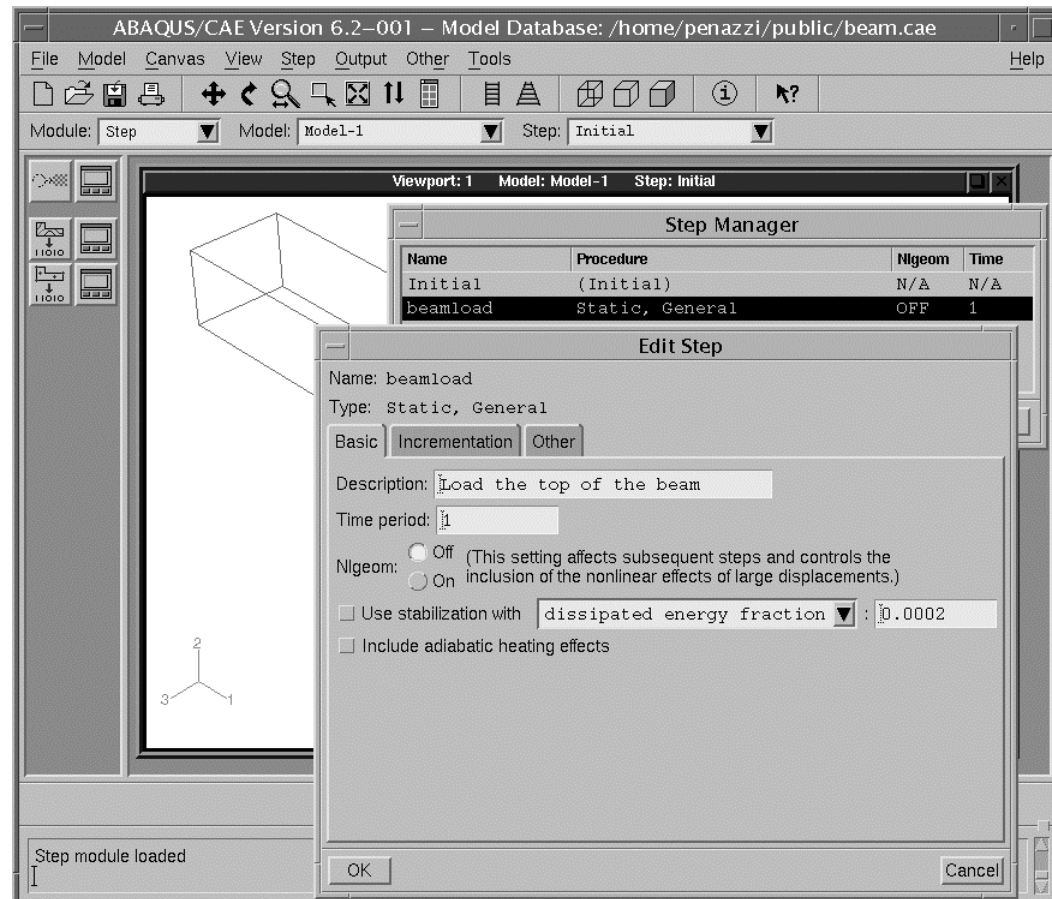 ABAQUS/CAE Version 6.2–001 – Model Database: /home/penazzi/public/beam.cae
File Model Canvas View Step Output Other Tools Help
Module: Step Model: Model-1 Step: Initial
Viewport: 1 Model: Model-1 Step: Initial
Step Manager
Name Procedure Nlgeom Time
Initial (Initial) N/A N/A
beamload Static, General OFF 1
Edit Step
Name: beamload
Type: Static, General
Basic Incrementation Other
Description: Load the top of the beam
Time period: 1
Nlgeom: Off On (This setting affects subsequent steps and controls the
inclusion of the nonlinear effects of large displacements.)
Use stabilization with dissipated energy fraction : 0.0002
Include adiabatic heating effects
2
3 1
11010
11010
Step module loaded
OK Cancel